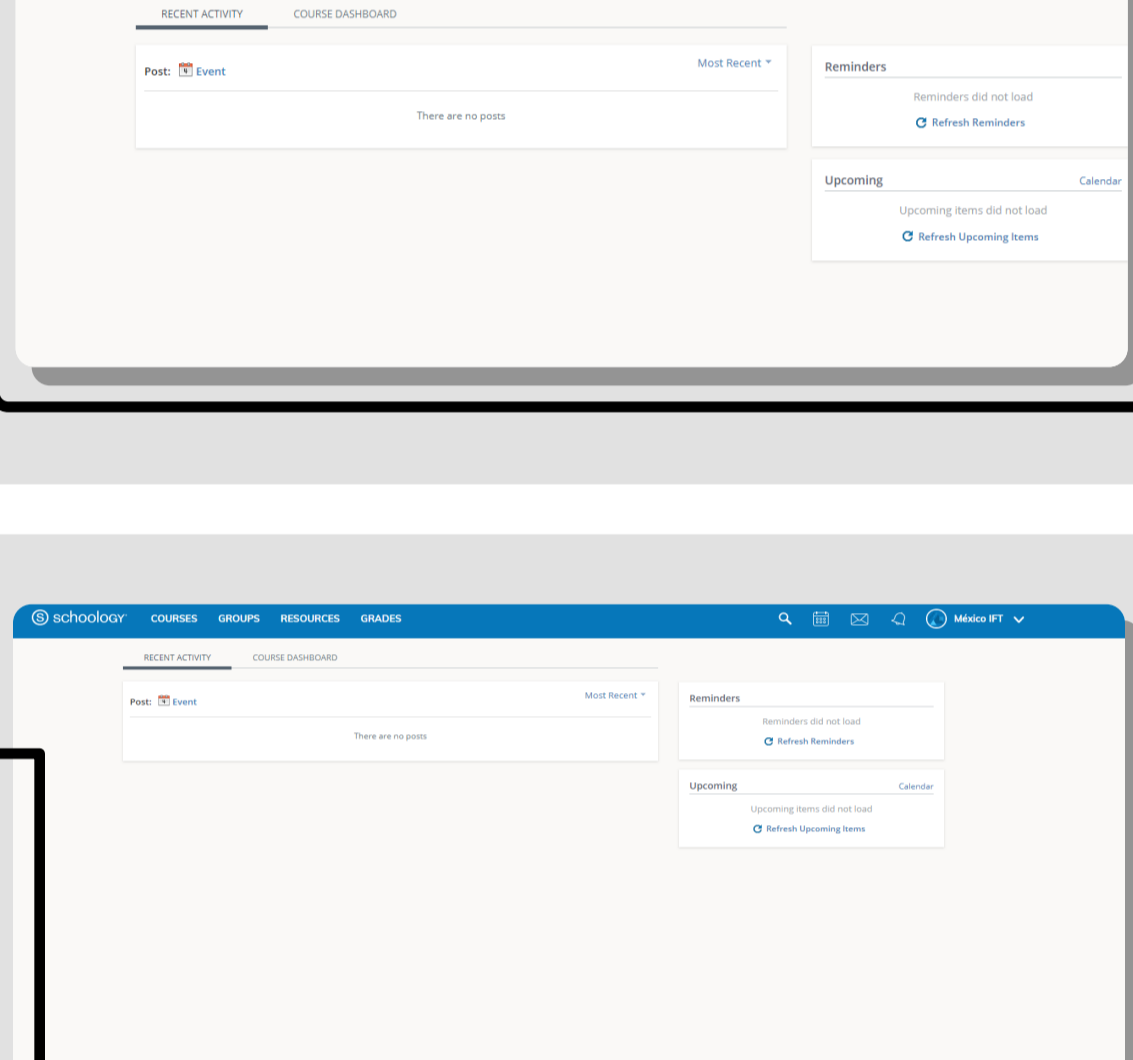 RECENT ACTIVITY COURSE DASHBOARD
Post: Event Most Recent
There are no posts
Reminders
Reminders did not load
Refresh Reminders
Upcoming Calendar
Upcoming items did not load
Refresh Upcoming Items
schoology COURSES GROUPS RESOURCES GRADES México IFT
RECENT ACTIVITY COURSE DASHBOARD
Post: Event Most Recent
There are no posts
Reminders
Reminders did not load
Refresh Reminders
Upcoming Calendar
Upcoming items did not load
Refresh Upcoming Items